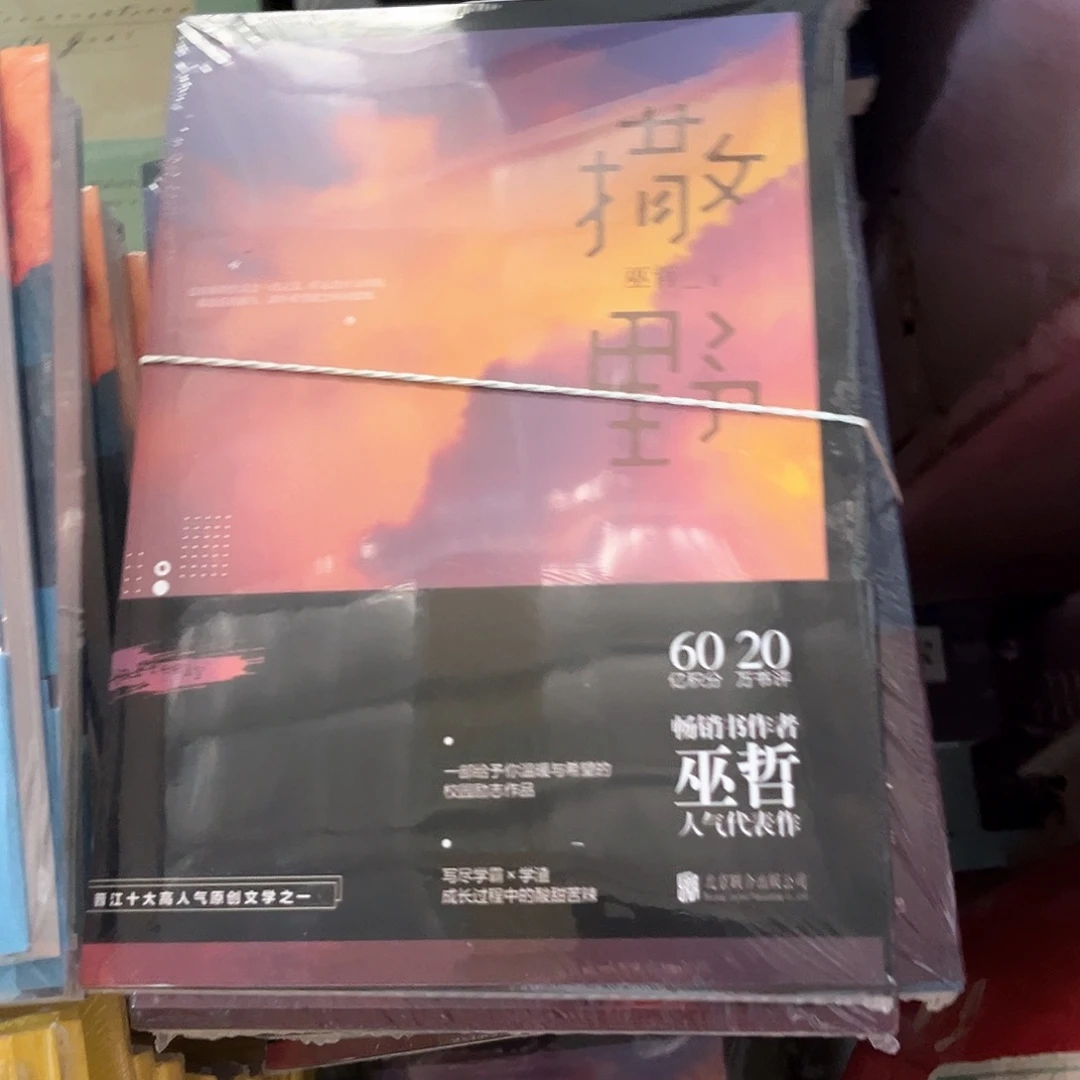 撒
巫哲
野
60 20
亿积分 万书评
畅销书作者
巫哲
人气代表作
一部给予你温暖与希望的
校园励志作品
写尽学霸×学渣
成长过程中的酸甜苦辣
晋江十大高人气原创文学之一
北京联合出版公司